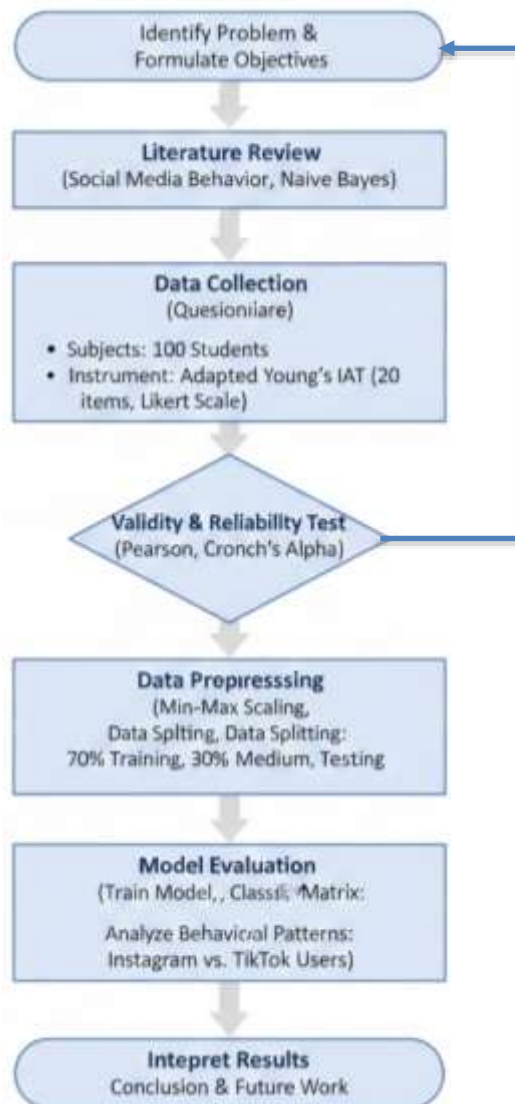 Identify Problem &
Formulate Objectives
Literature Review
(Social Media Behavior, Naive Bayes)
Data Collection
(Quesioniiare)
• Subjects: 100 Students
• Instrument: Adapted Young's IAT (20
items, Likert Scale)
Validity & Reliability Test
(Pearson, Cronch's Alpha)
Data Propiresssing
(Min-Max Scaling,
Data Splting, Data Splitting:
70% Training, 30% Medium, Testing
Model Evaluation
(Train Model,, Matrix:
Analyze Behavioral Patterns:
Instagram vs. TikTok Users)
Intepret Results
Conclusion & Future Work